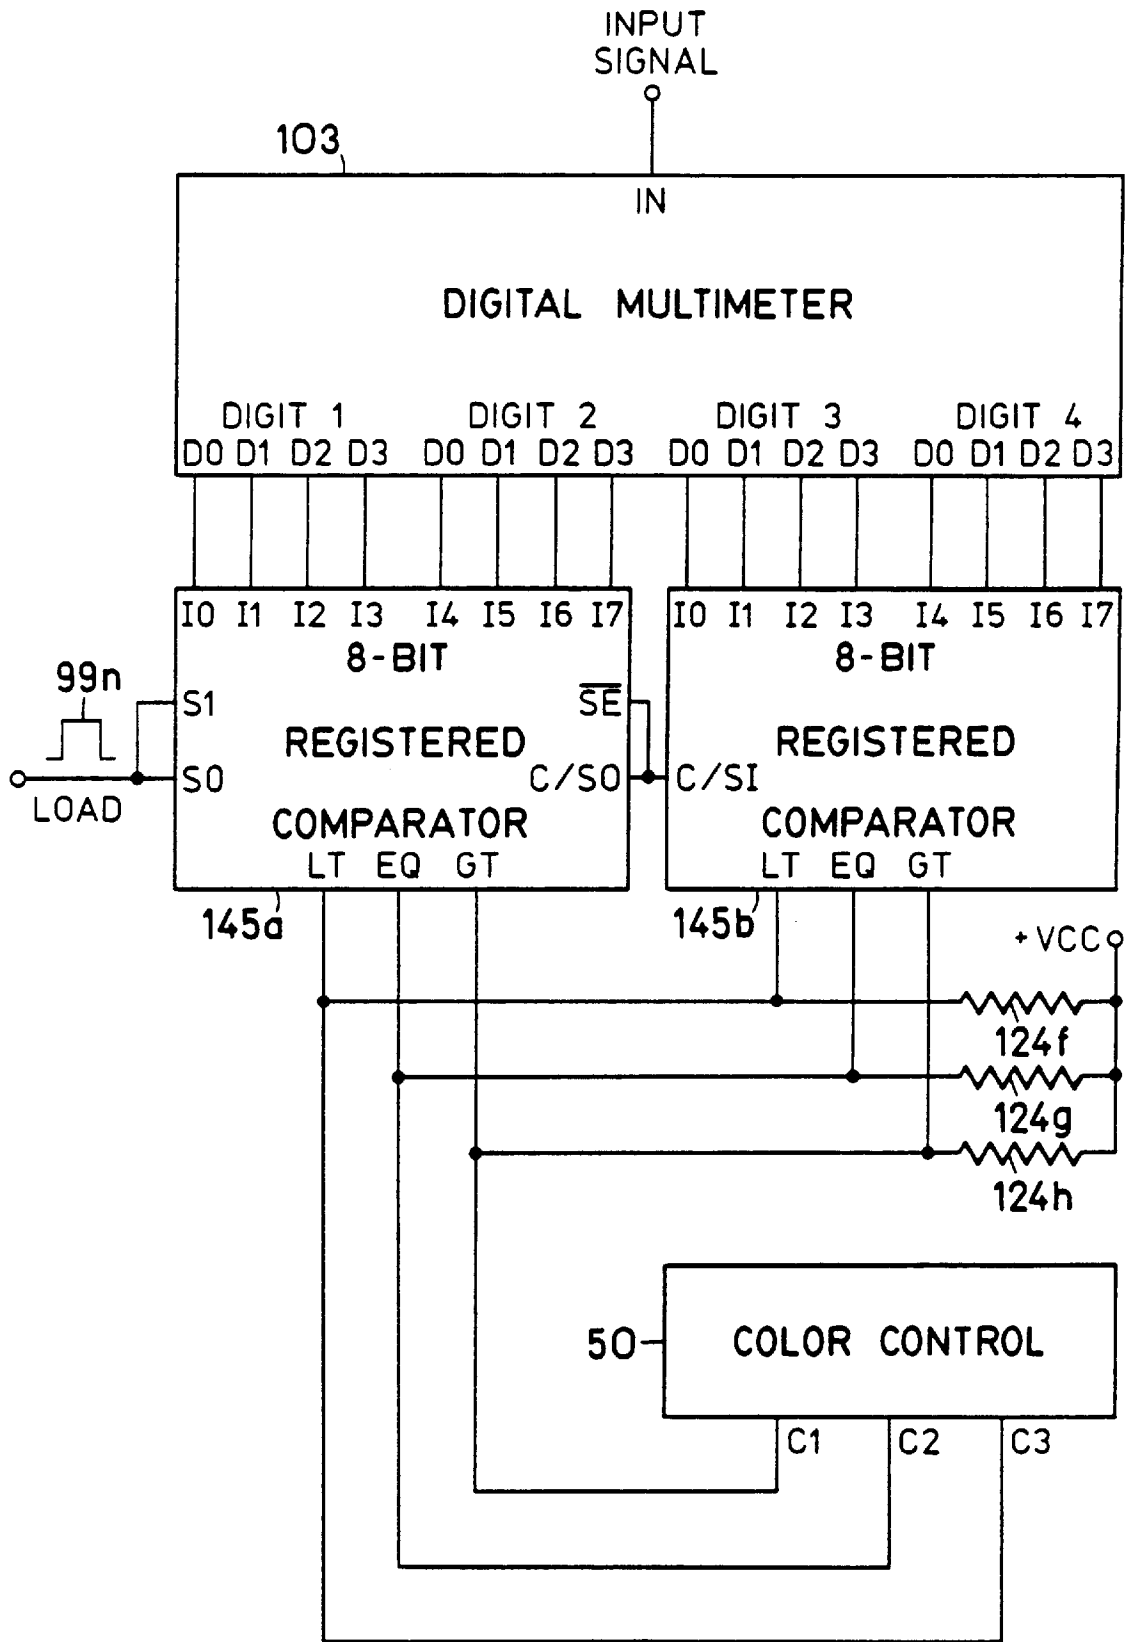 INPUT
SIGNAL
103
IN
DIGITAL MULTIMETER
DIGIT 1 DIGIT 2 DIGIT 3 DIGIT 4
D0 D1 D2 D3 D0 D1 D2 D3 D0 D1 D2 D3 D0 D1 D2 D3
I0 I1 I2 I3 I4 I5 I6 I7 I0 I1 I2 I3 I4 I5 I6 I7
8-BIT 8-BIT
99n
S1 SE
REGISTERED REGISTERED
S0 C/SO C/SI
LOAD
COMPARATOR COMPARATOR
LT EQ GT LT EQ GT
145a 145b
+VCC
124f
124g
124h
50 COLOR CONTROL
C1 C2 C3